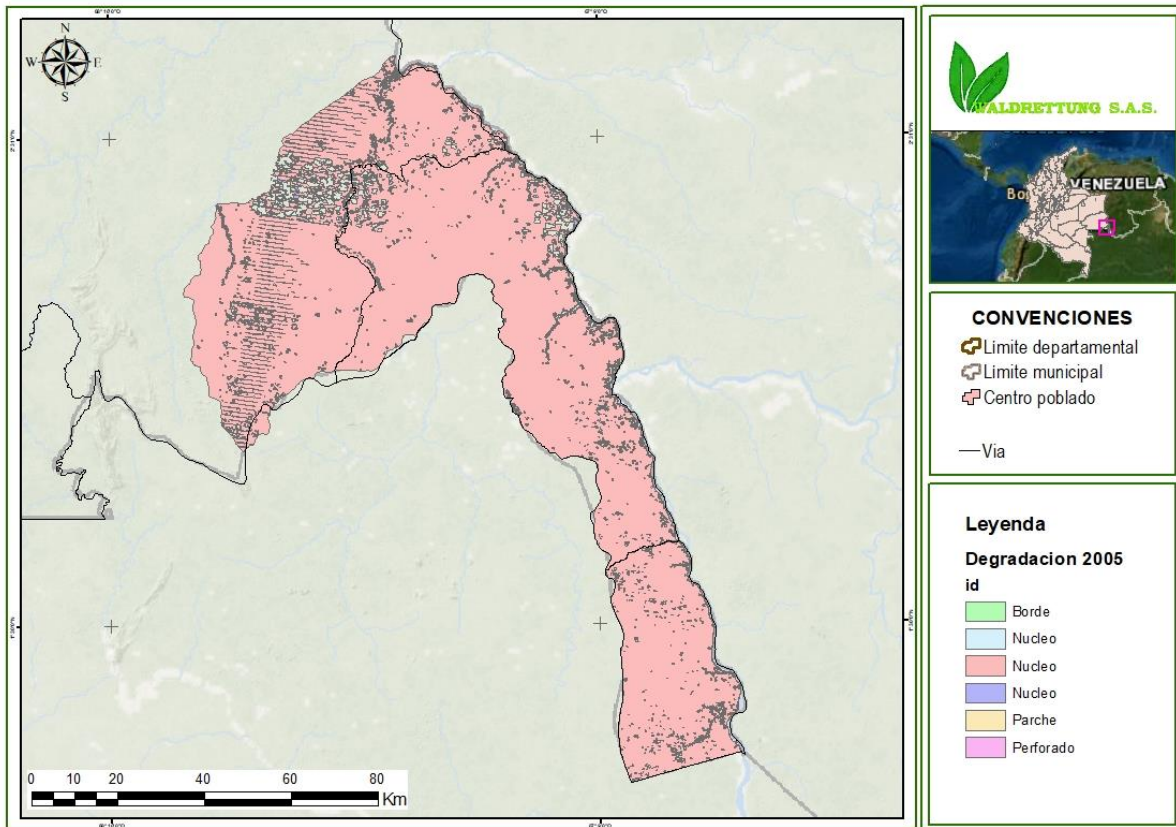 N
W E
S
0 10 20 40 60 80
Km
WALDRETTUNG S.A.S.
VENEZUELA
CONVENCIONES
Limite departamental
Limite municipal
Centro poblado
Via
Leyenda
Degradacion 2005
id
Borde
Nucleo
Nucleo
Nucleo
Parche
Perforado